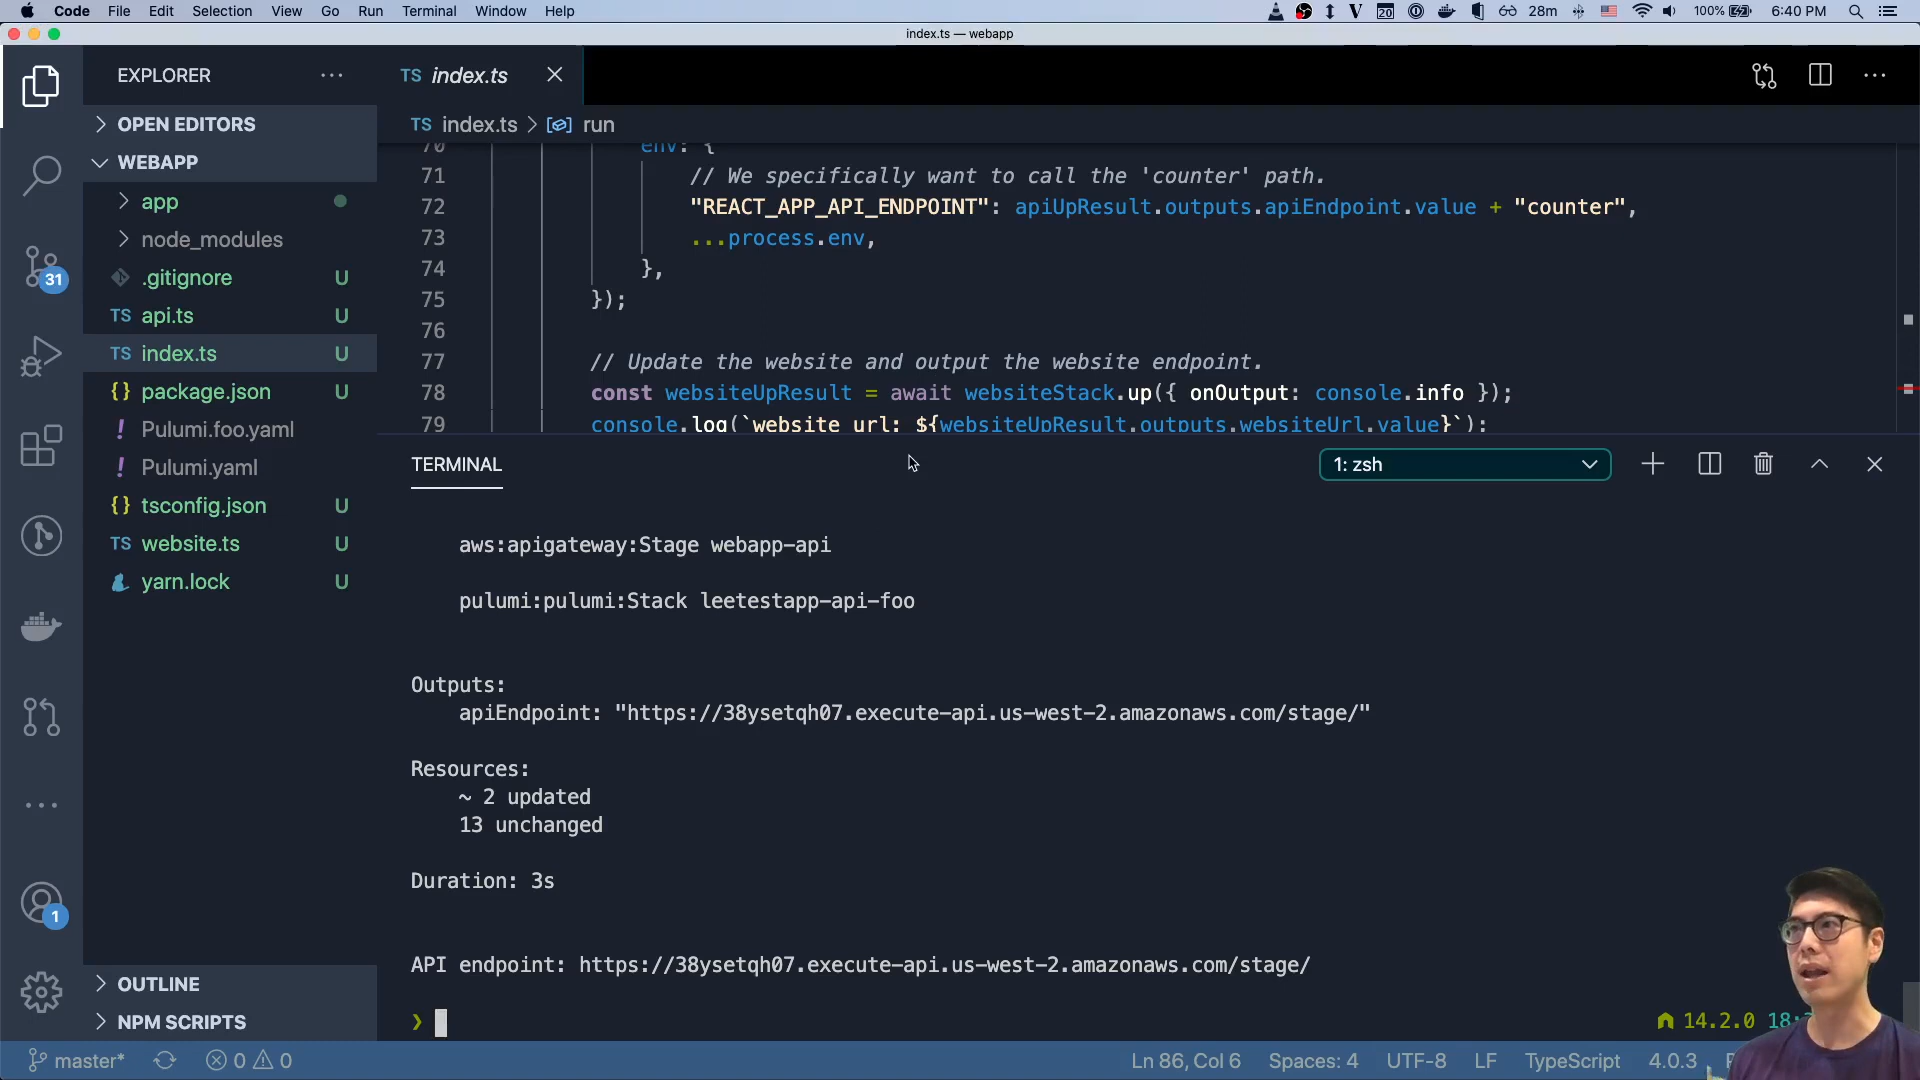 Code File Edit Selection View Go Run Terminal Window Help
20 28m 100% 6:40 PM
index.ts — webapp
EXPLORER
TS index.ts
OPEN EDITORS
TS index.ts > run
WEBAPP
app
node_modules
.gitignore U
TS api.ts U
TS index.ts U
{} package.json U
! Pulumi.foo.yaml
! Pulumi.yaml
{} tsconfig.json U
TS website.ts U
yarn.lock U
31
1
OUTLINE
NPM SCRIPTS
70 env: {
71 // We specifically want to call the 'counter' path.
72 "REACT_APP_API_ENDPOINT": apiUpResult.outputs.apiEndpoint.value + "counter",
73 ...process.env,
74 },
75 });
76
77 // Update the website and output the website endpoint.
78 const websiteUpResult = await websiteStack.up({ onOutput: console.info });
79 console.log(`website url: ${websiteUpResult.outputs.websiteUrl.value}`);
TERMINAL 1: zsh
aws:apigateway:Stage webapp-api
pulumi:pulumi:Stack leetestapp-api-foo
Outputs:
apiEndpoint: "https://38ysetqh07.execute-api.us-west-2.amazonaws.com/stage/"
Resources:
~ 2 updated
13 unchanged
Duration: 3s
API endpoint: https://38ysetqh07.execute-api.us-west-2.amazonaws.com/stage/
❯
14.2.0
master* 0 0 Ln 86, Col 6 Spaces: 4 UTF-8 LF TypeScript 4.0.3